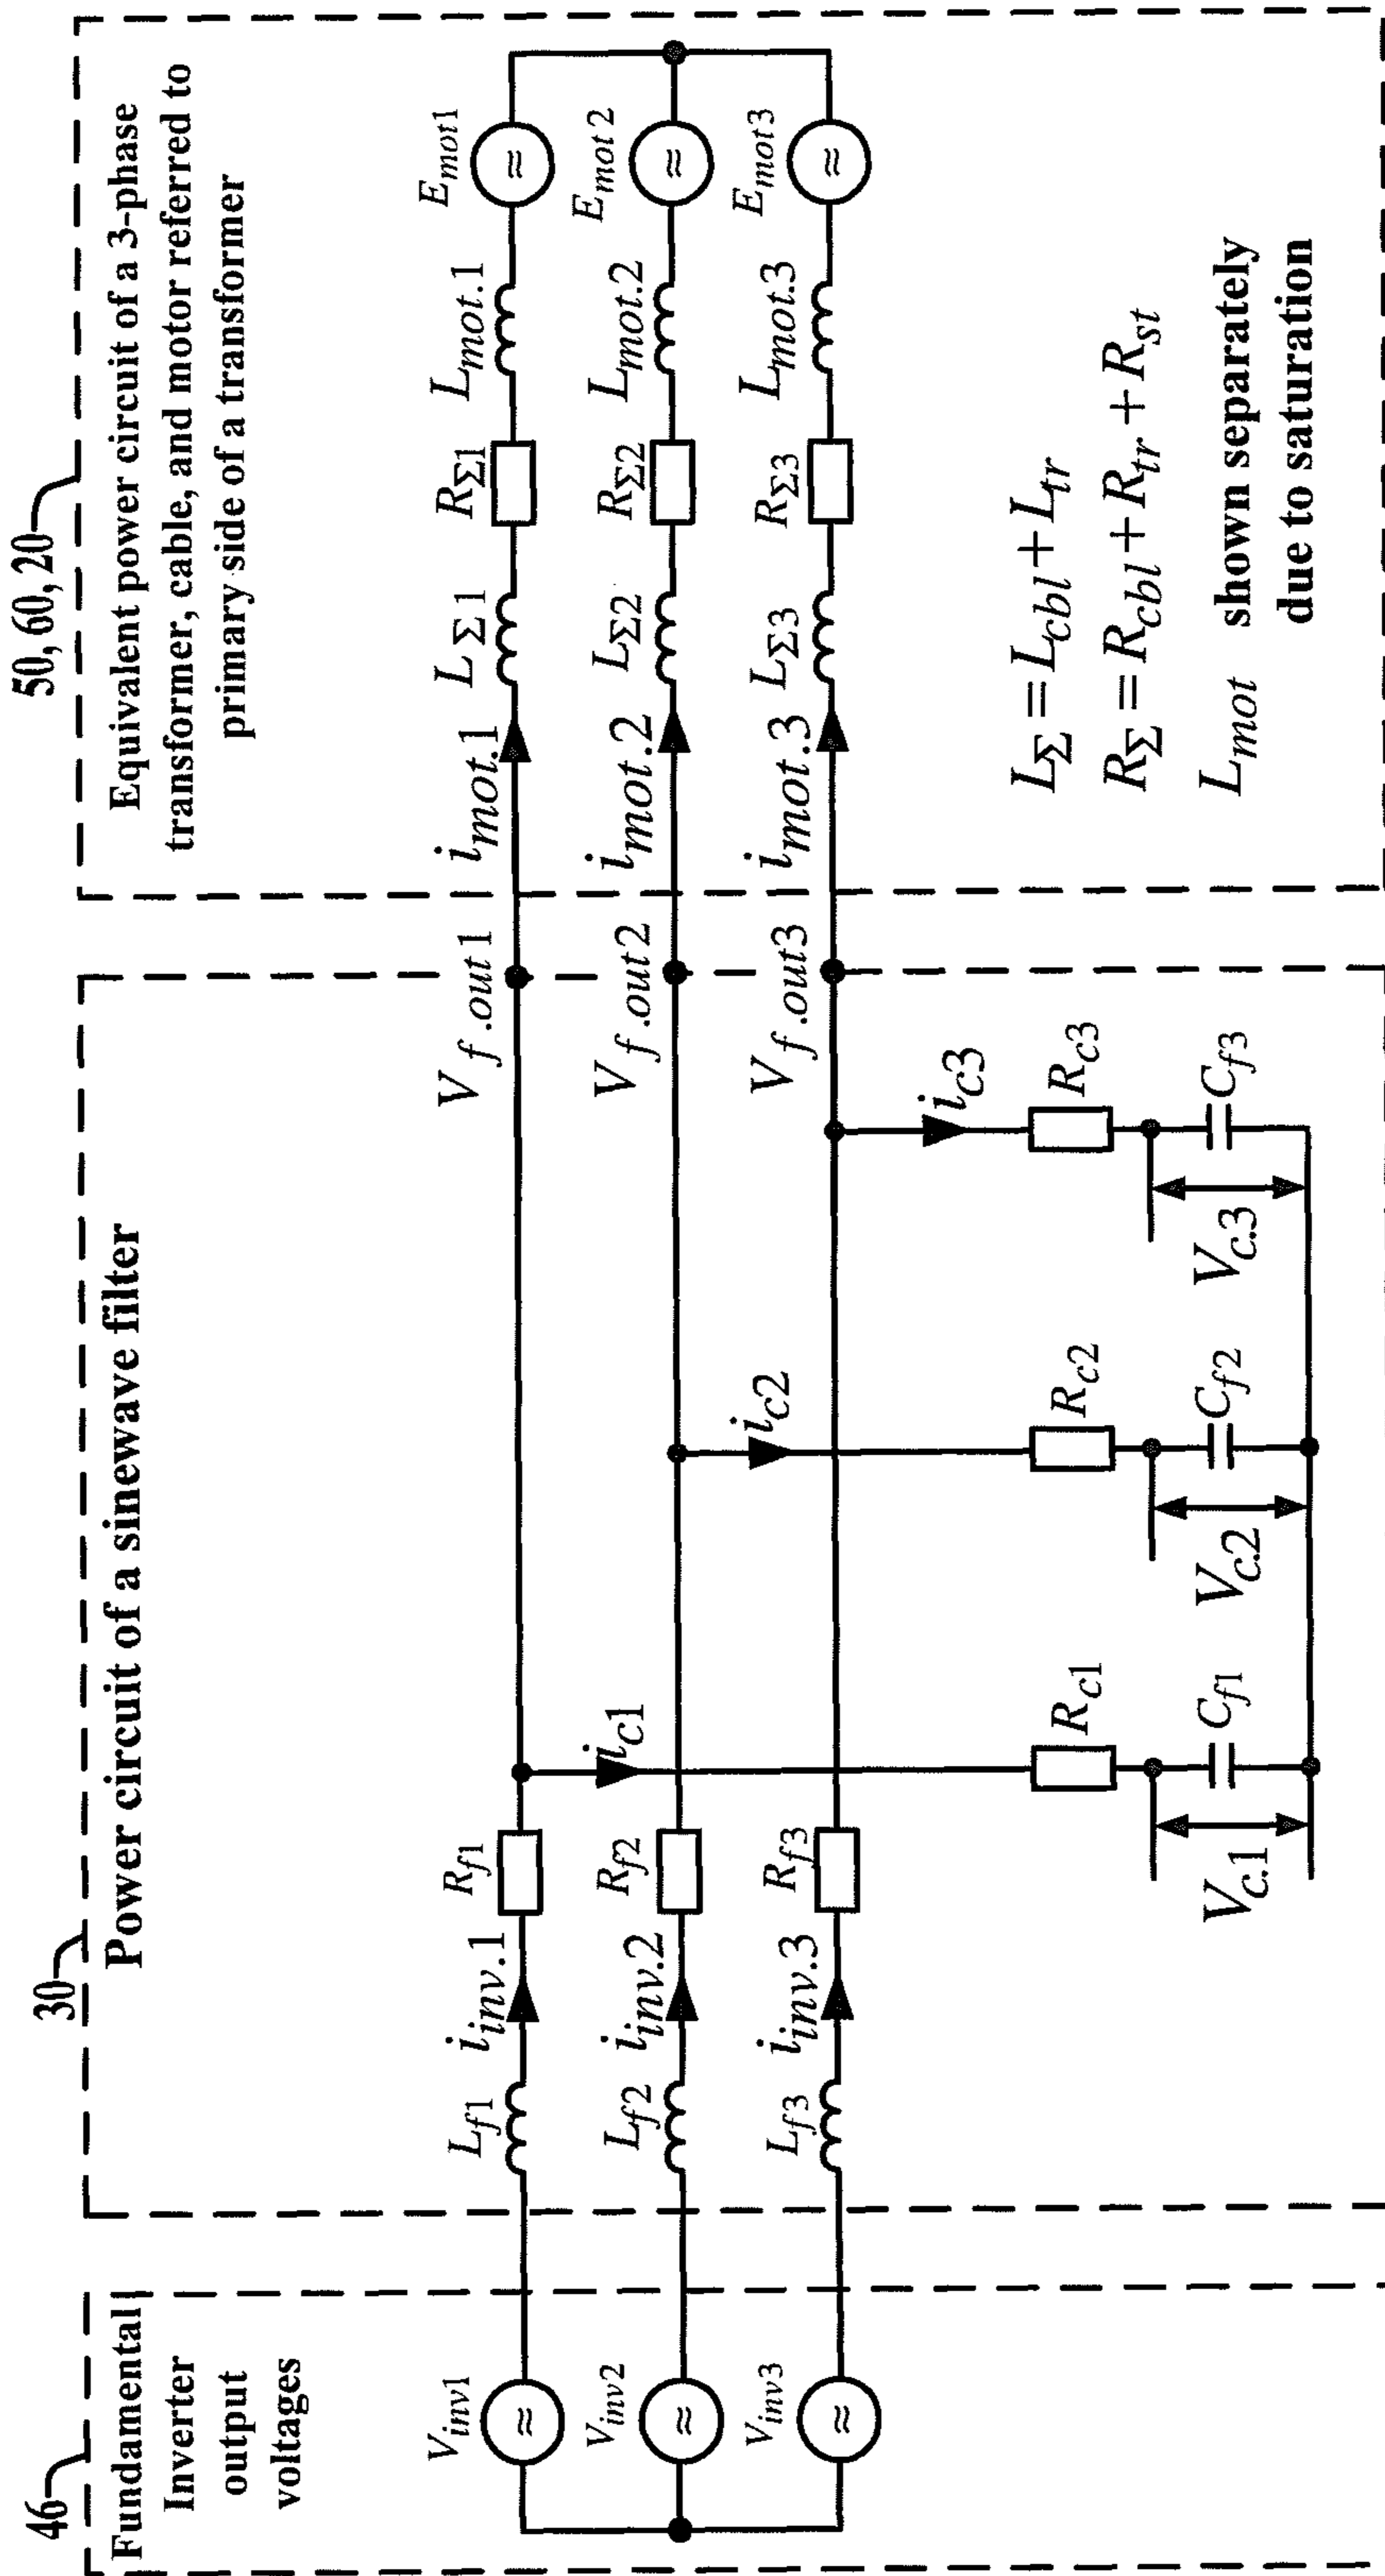 46
Fundamental
Inverter
output
voltages
V_inv1
V_inv2
V_inv3
30
Power circuit of a sinewave filter
L_f1
i_inv.1
R_f1
L_f2
i_inv.2
R_f2
L_f3
i_inv.3
R_f3
i_c1
i_c2
i_c3
R_c1
R_c2
R_c3
C_f1
C_f2
C_f3
V_c.1
V_c.2
V_c.3
V_f.out1
V_f.out2
V_f.out3
50, 60, 20
Equivalent power circuit of a 3-phase
transformer, cable, and motor referred to
primary side of a transformer
i_mot.1
L_Σ1
R_Σ1
L_mot.1
E_mot1
i_mot.2
L_Σ2
R_Σ2
L_mot.2
E_mot2
i_mot.3
L_Σ3
R_Σ3
L_mot.3
E_mot3
L_Σ = L_cbl + L_tr
R_Σ = R_cbl + R_tr + R_st
L_mot shown separately
due to saturation